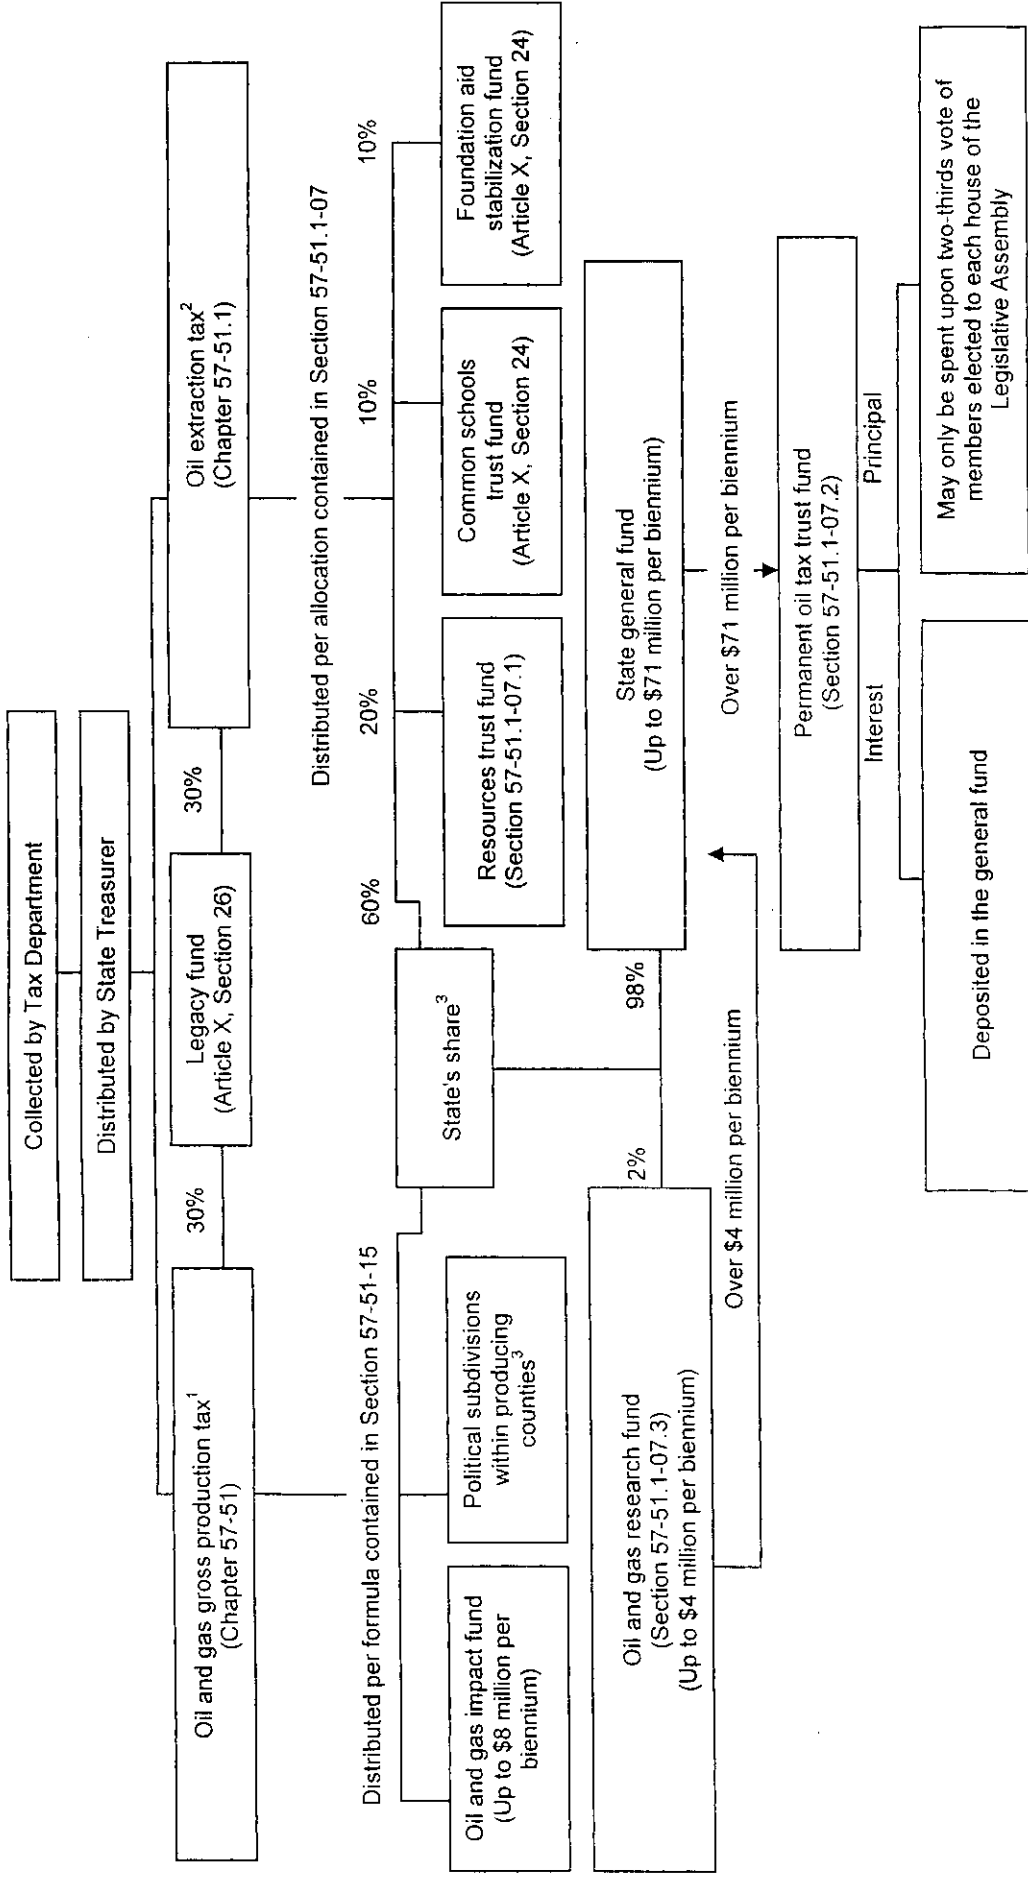 Collected by Tax Department
Distributed by State Treasurer
Oil and gas gross production tax¹
(Chapter 57-51)
30%
Legacy fund
(Article X, Section 26)
30%
Oil extraction tax²
(Chapter 57-51.1)
Distributed per formula contained in Section 57-51-15
Distributed per allocation contained in Section 57-51.1-07
60%
20%
10%
10%
Oil and gas impact fund
(Up to $8 million per
biennium)
Political subdivisions
within producing
counties³
State's share³
Resources trust fund
(Section 57-51.1-07.1)
Common schools
trust fund
(Article X, Section 24)
Foundation aid
stabilization fund
(Article X, Section 24)
2%
98%
Oil and gas research fund
(Section 57-51.1-07.3)
(Up to $4 million per biennium)
State general fund
(Up to $71 million per biennium)
Over $4 million per biennium
Over $71 million per biennium
Permanent oil tax trust fund
(Section 57-51.1-07.2)
Interest
Principal
Deposited in the general fund
May only be spent upon two-thirds vote of
members elected to each house of the
Legislative Assembly